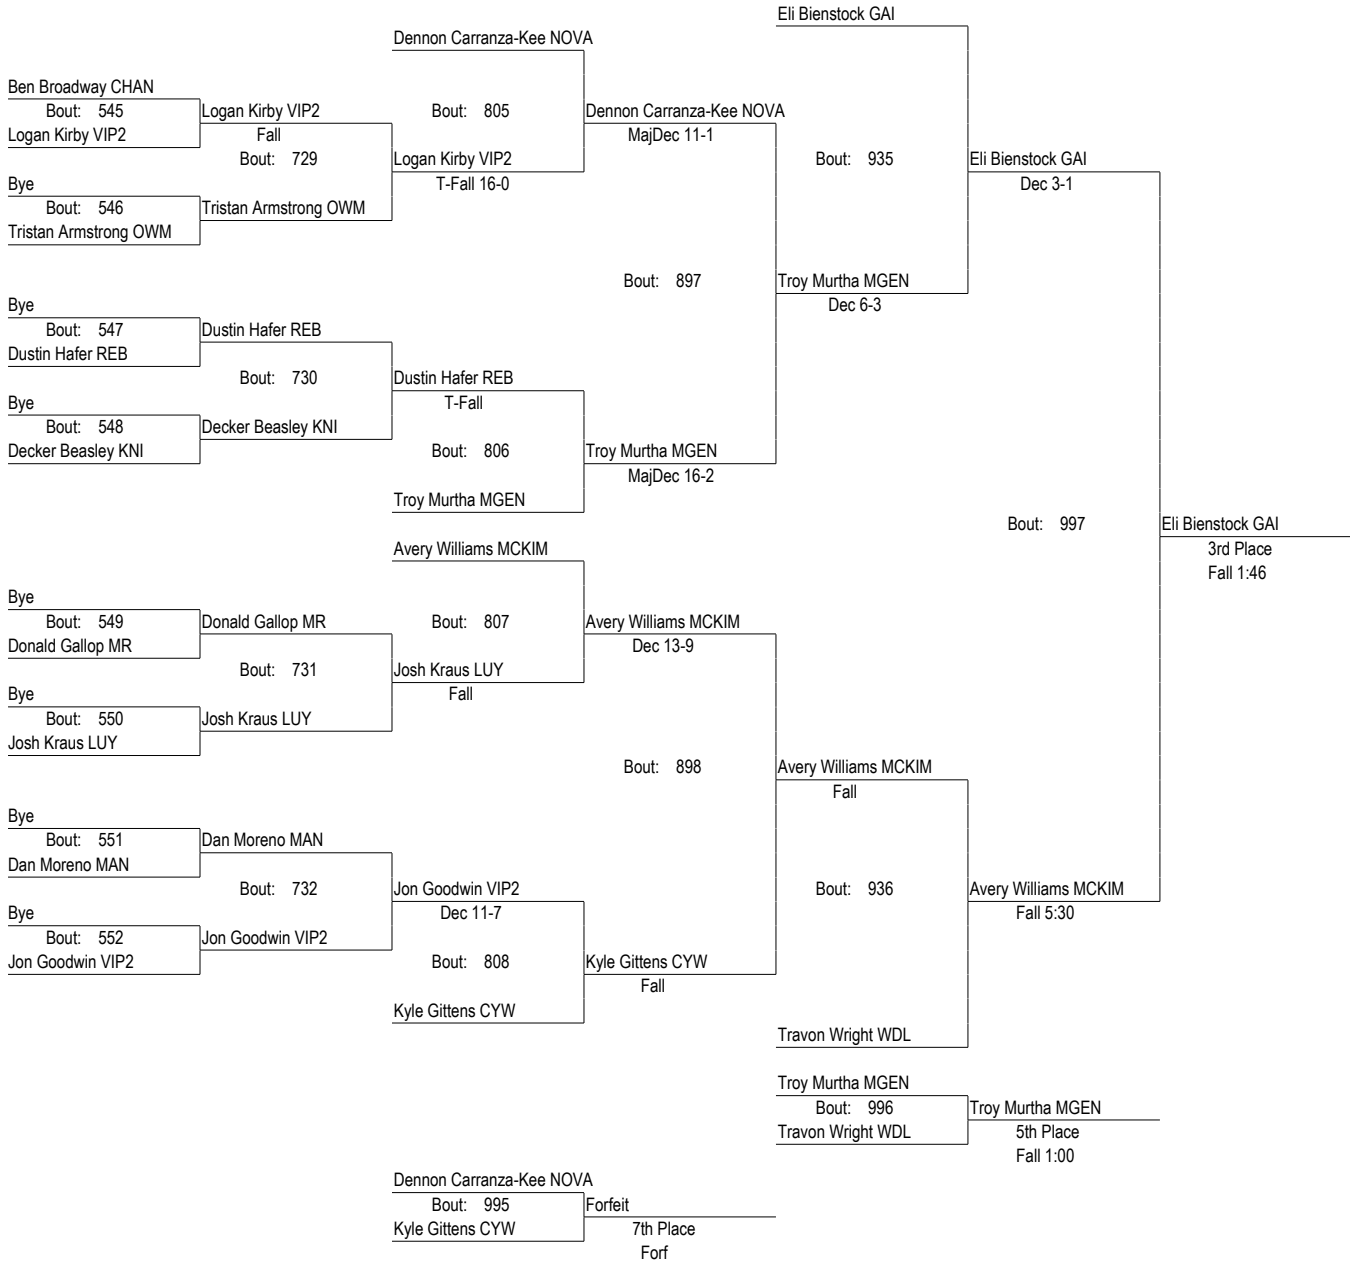 Eli Bienstock GAI
Dennon Carranza-Kee NOVA
Ben Broadway CHAN
Bout: 545
Logan Kirby VIP2
Bout: 805
Dennon Carranza-Kee NOVA
Logan Kirby VIP2
Fall
MajDec 11-1
Bout: 729
Logan Kirby VIP2
Bout: 935
Eli Bienstock GAI
Bye
T-Fall 16-0
Dec 3-1
Bout: 546
Tristan Armstrong OWM
Tristan Armstrong OWM
Bout: 897
Troy Murtha MGEN
Bye
Dec 6-3
Bout: 547
Dustin Hafer REB
Dustin Hafer REB
Bout: 730
Dustin Hafer REB
Bye
T-Fall
Bout: 548
Decker Beasley KNI
Decker Beasley KNI
Bout: 806
Troy Murtha MGEN
MajDec 16-2
Troy Murtha MGEN
Bout: 997
Eli Bienstock GAI
Avery Williams MCKIM
3rd Place
Fall 1:46
Bye
Bout: 549
Donald Gallop MR
Bout: 807
Avery Williams MCKIM
Donald Gallop MR
Dec 13-9
Bout: 731
Josh Kraus LUY
Bye
Fall
Bout: 550
Josh Kraus LUY
Josh Kraus LUY
Bout: 898
Avery Williams MCKIM
Fall
Bye
Bout: 551
Dan Moreno MAN
Dan Moreno MAN
Bout: 732
Jon Goodwin VIP2
Bout: 936
Avery Williams MCKIM
Bye
Dec 11-7
Fall 5:30
Bout: 552
Jon Goodwin VIP2
Jon Goodwin VIP2
Bout: 808
Kyle Gittens CYW
Fall
Kyle Gittens CYW
Travon Wright WDL
Troy Murtha MGEN
Bout: 996
Troy Murtha MGEN
Travon Wright WDL
5th Place
Fall 1:00
Dennon Carranza-Kee NOVA
Bout: 995
Forfeit
Kyle Gittens CYW
7th Place
Forf